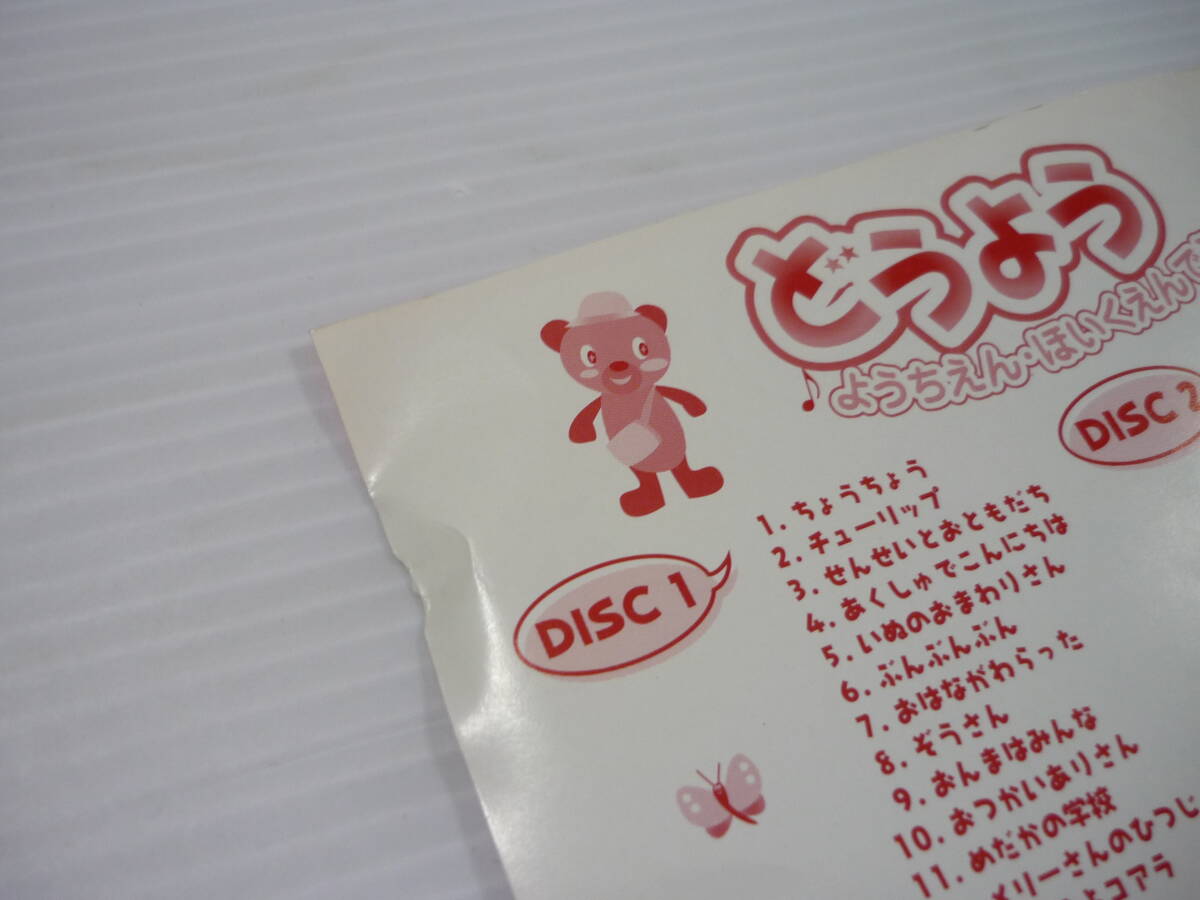 どうよう
ようちえん・ほいくえんで
DISC 2
DISC 1
1. ちょうちょう
2. チューリップ
3. せんせいとおともだち
4. あくしゅでこんにちは
5. いぬのおまわりさん
6. ぶんぶんぶん
7. おはながわらった
8. ぞうさん
9. おんまはみんな
10. おつかいありさん
11. めだかの学校
メリーさんのひつじ
コアラ